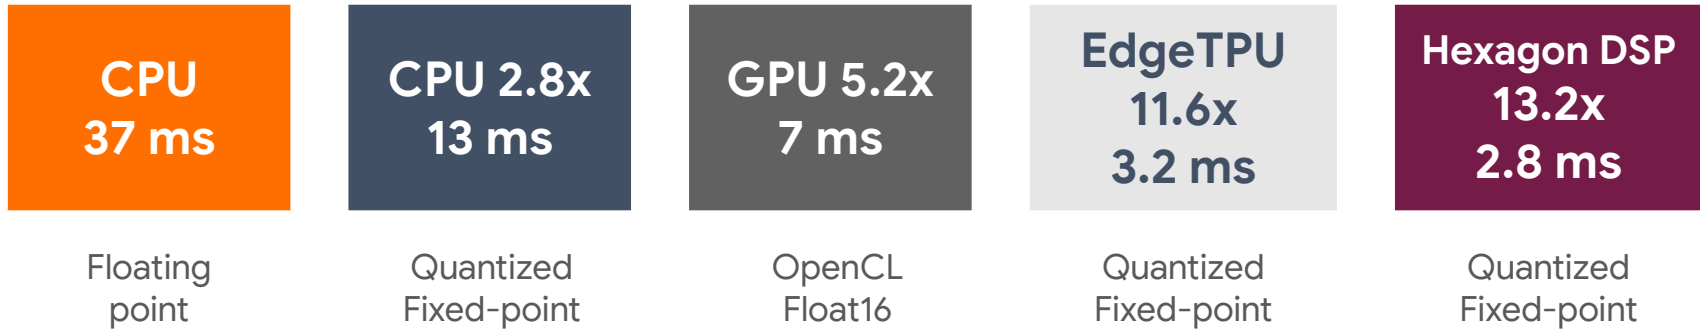 CPU
37 ms
Floating
point
CPU 2.8x
13 ms
Quantized
Fixed-point
GPU 5.2x
7 ms
OpenCL
Float16
EdgeTPU
11.6x
3.2 ms
Quantized
Fixed-point
Hexagon DSP
13.2x
2.8 ms
Quantized
Fixed-point